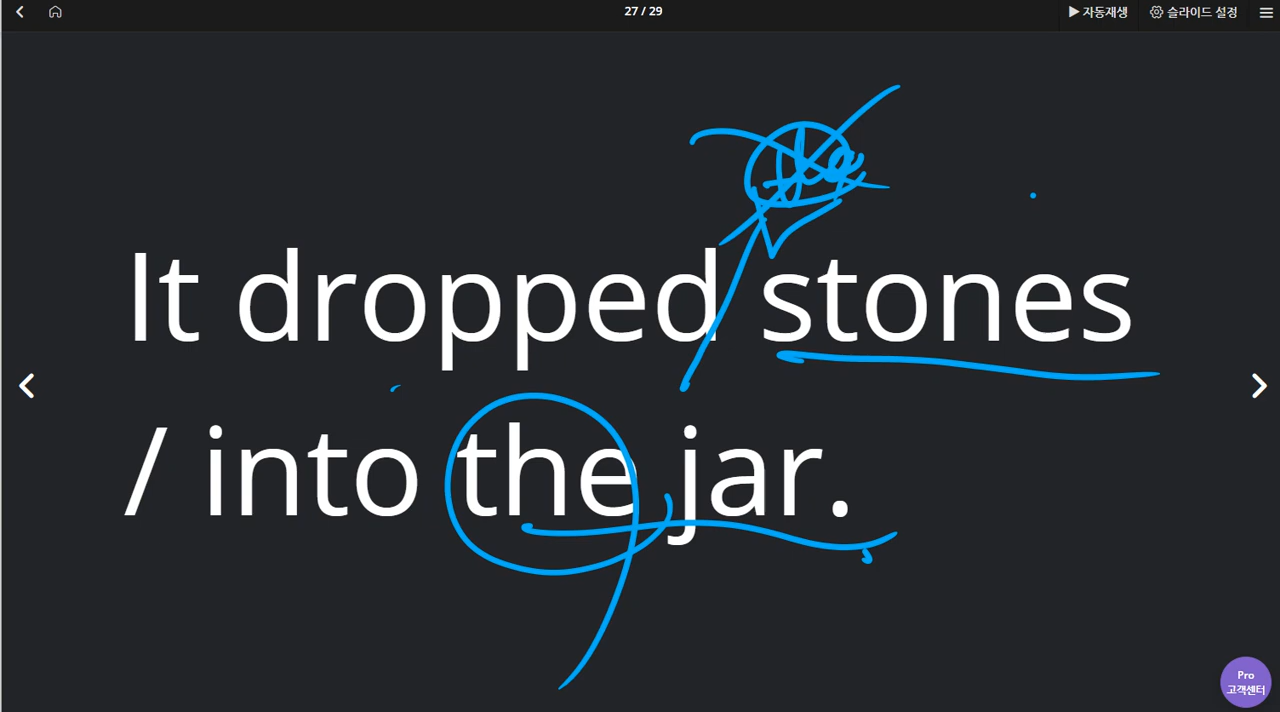 27 / 29
▶ 자동재생
슬라이드 설정
the
It dropped stones
/ into the jar.
Pro
고객센터